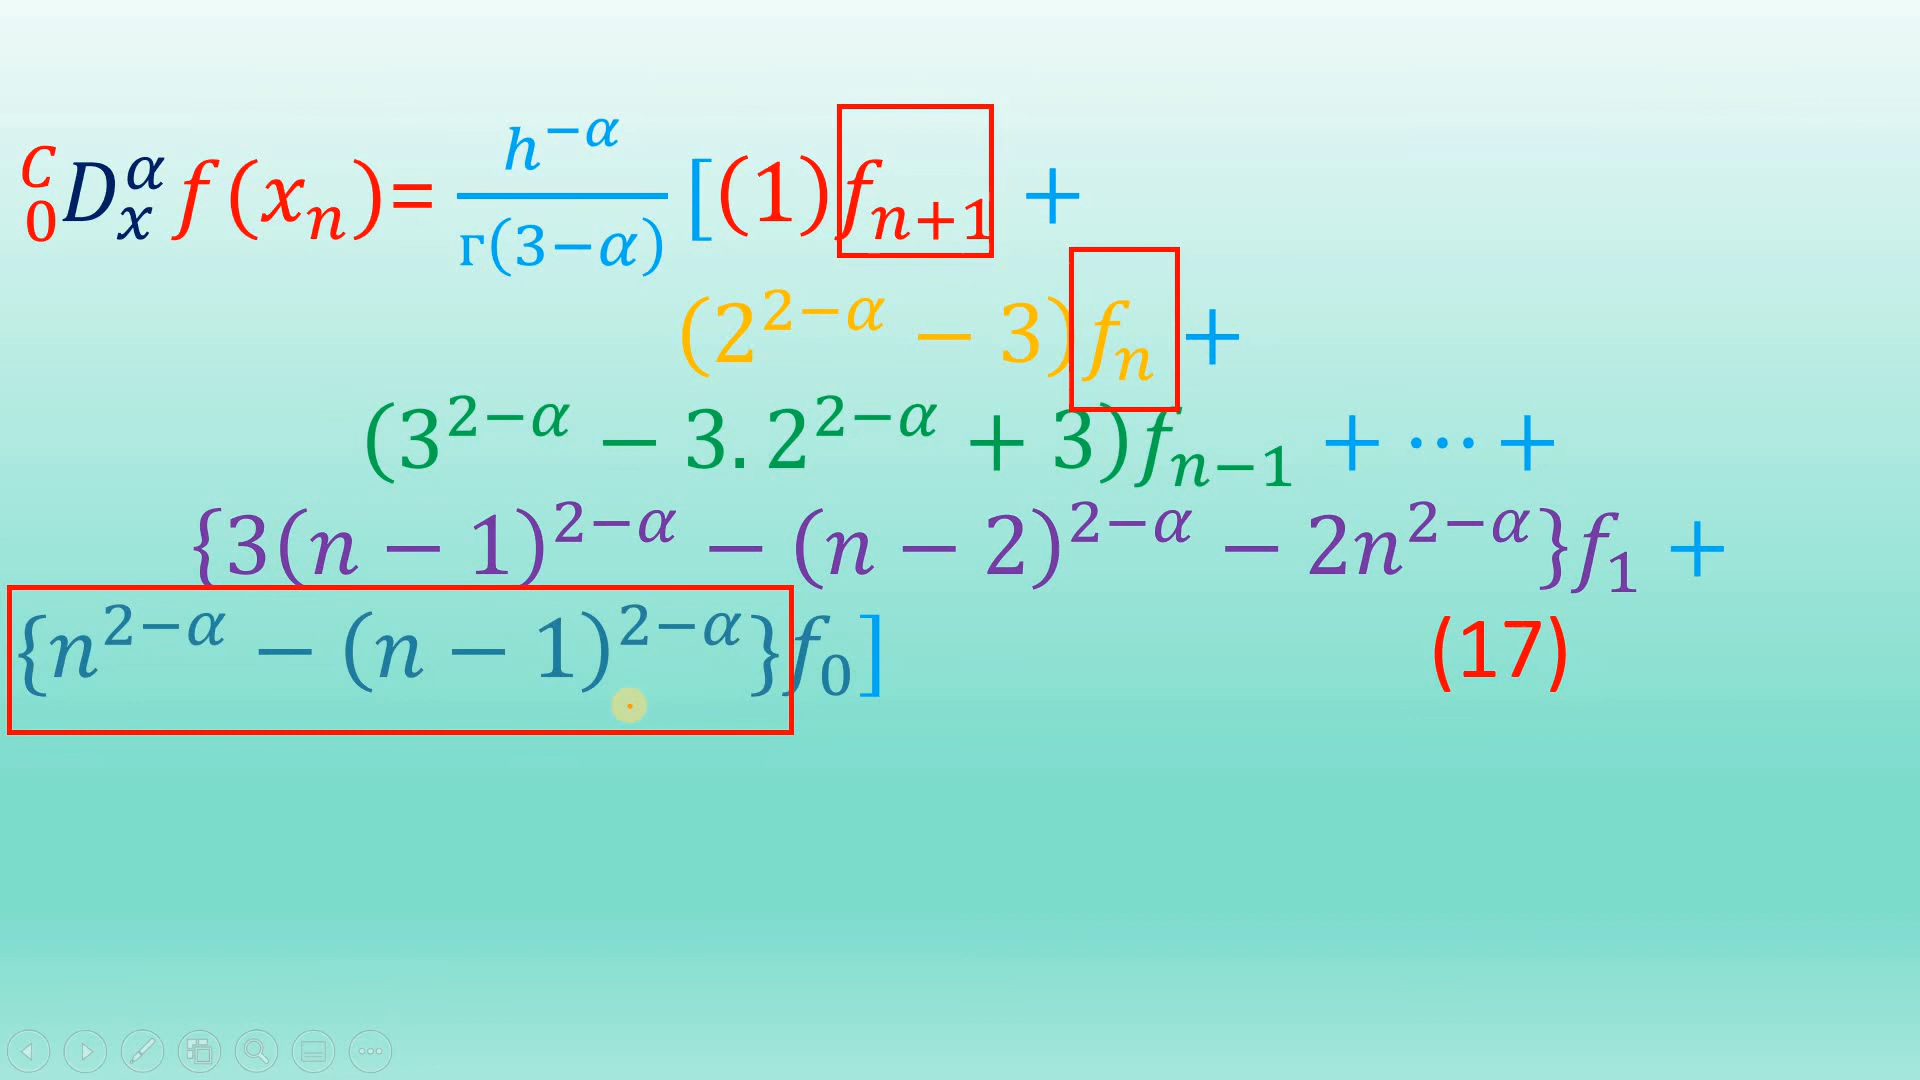 ${}_{0}^{C}D_{x}^{\alpha} f(x_n) = \frac{h^{-\alpha}}{\Gamma(3-\alpha)} [(1) f_{n+1} +$
$(2^{2-\alpha} - 3) f_n +$
$(3^{2-\alpha} - 3.2^{2-\alpha} + 3) f_{n-1} + \cdots +$
$\{3(n-1)^{2-\alpha} - (n-2)^{2-\alpha} - 2n^{2-\alpha}\} f_1 +$
$\{n^{2-\alpha} - (n-1)^{2-\alpha}\} f_0]$ (17)